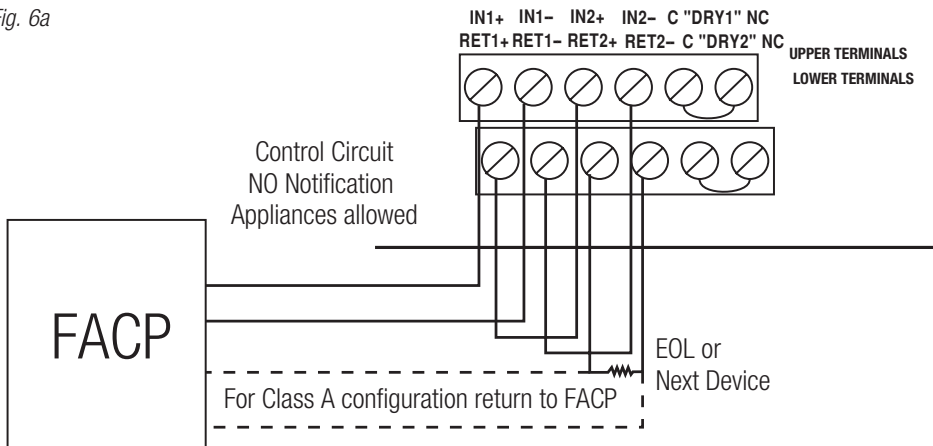 Fig. 6a
IN1+ IN1– IN2+ IN2– C "DRY1" NC
RET1+ RET1– RET2+ RET2– C "DRY2" NC
UPPER TERMINALS
LOWER TERMINALS
Control Circuit
NO Notification
Appliances allowed
FACP
EOL or
Next Device
For Class A configuration return to FACP